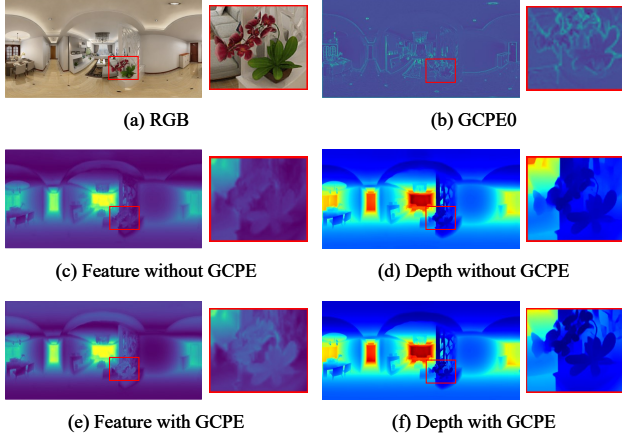 (a) RGB
(b) GCPE0
(c) Feature without GCPE
(d) Depth without GCPE
(e) Feature with GCPE
(f) Depth with GCPE